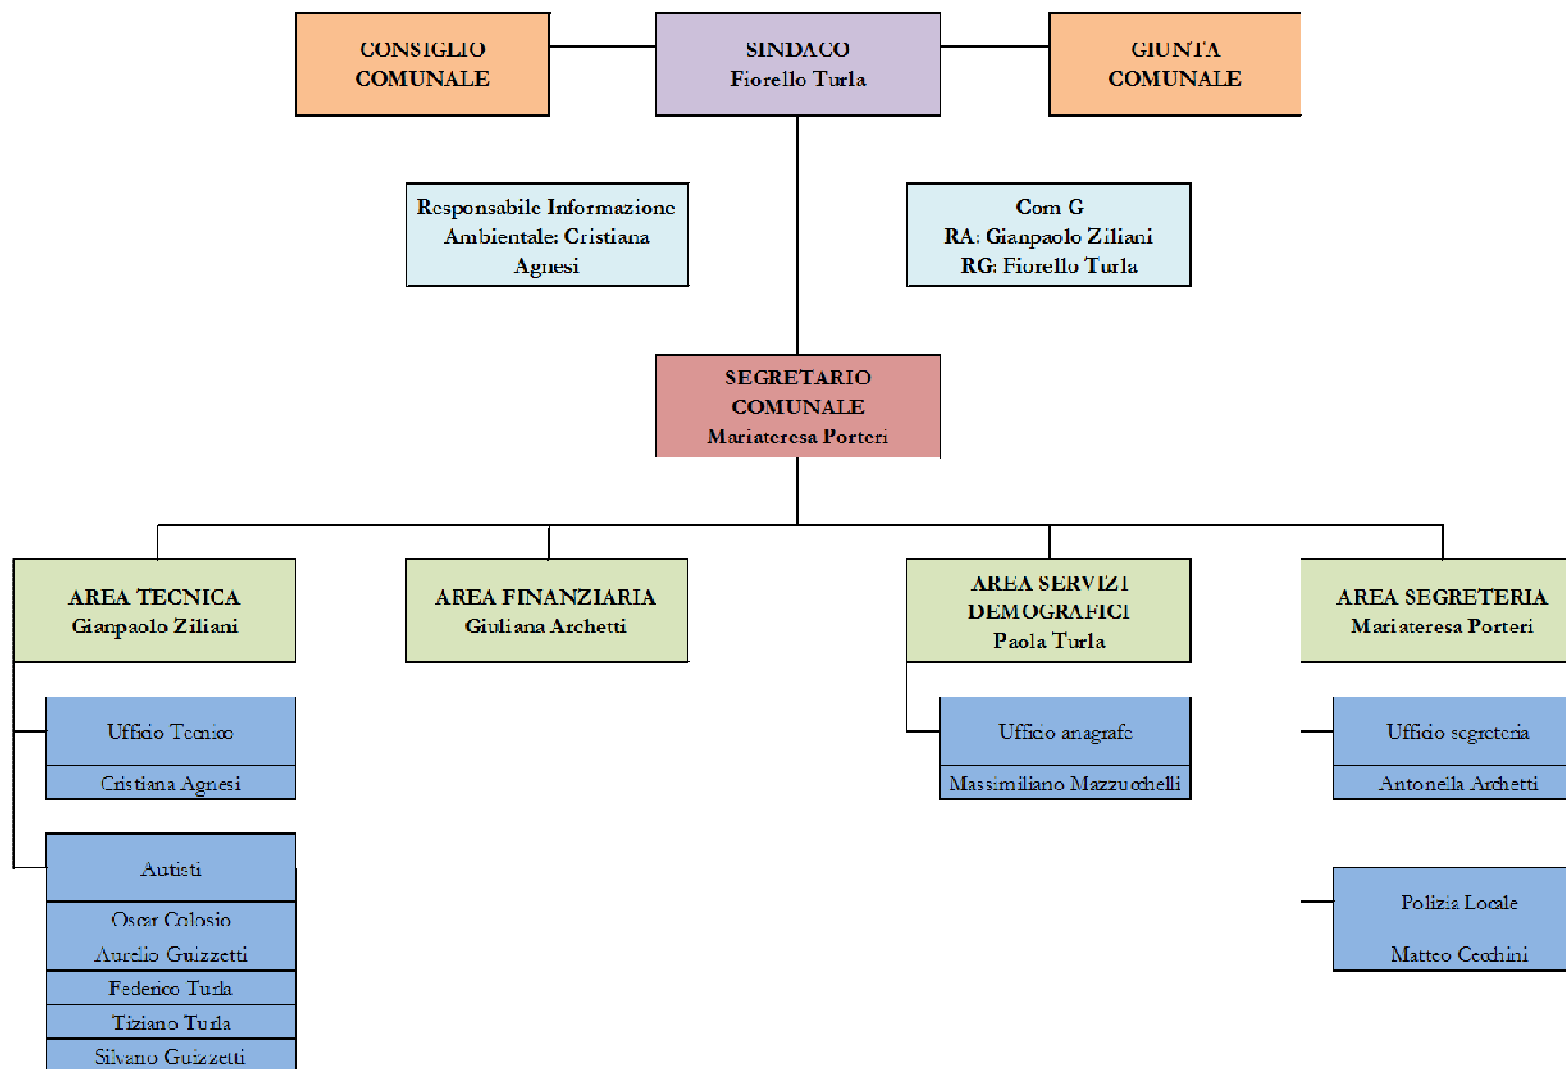 CONSIGLIO
COMUNALE
SINDACO
Fiorello Turla
GIUNTA
COMUNALE
Responsabile Informazione
Ambientale: Cristiana
Agnesi
Com G
RA: Gianpaolo Ziliani
RG: Fiorello Turla
SEGRETARIO
COMUNALE
Mariateresa Porteri
AREA TECNICA
Gianpaolo Ziliani
AREA FINANZIARIA
Giuliana Archetti
AREA SERVIZI
DEMOGRAFICI
Paola Turla
AREA SEGRETERIA
Mariateresa Porteri
Ufficio Tecnico
Cristiana Agnesi
Ufficio anagrafe
Massimiliano Mazzucchelli
Ufficio segreteria
Antonella Archetti
Autisti
Oscar Colosio
Aurelio Guizzetti
Federico Turla
Tiziano Turla
Silvano Guizzetti
Polizia Locale
Matteo Cecchini